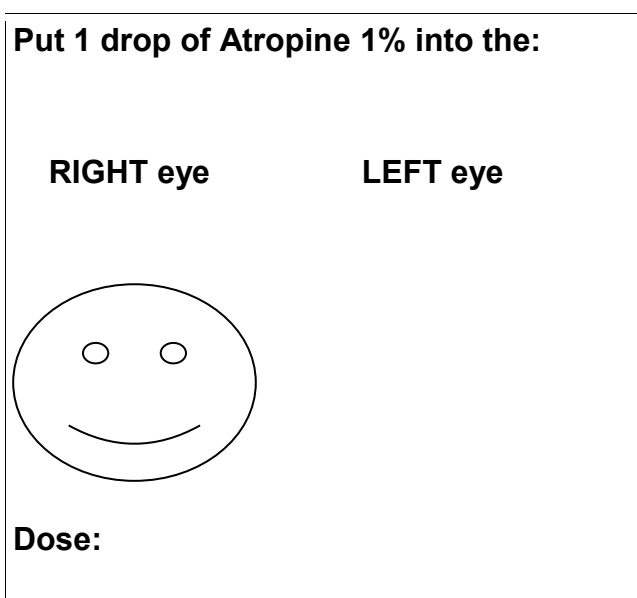 Put 1 drop of Atropine 1% into the:
RIGHT eye LEFT eye
Dose: